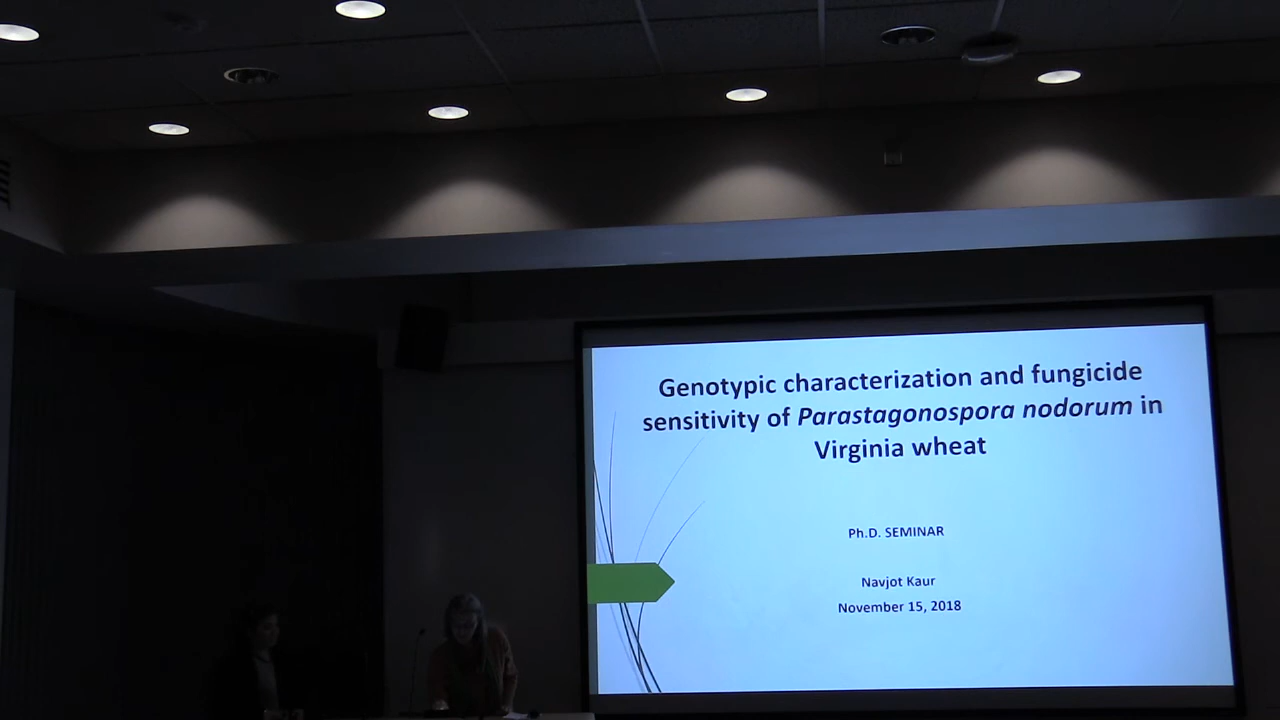 Genotypic characterization and fungicide
sensitivity of Parastagonospora nodorum in
Virginia wheat
Ph.D. SEMINAR
Navjot Kaur
November 15, 2018